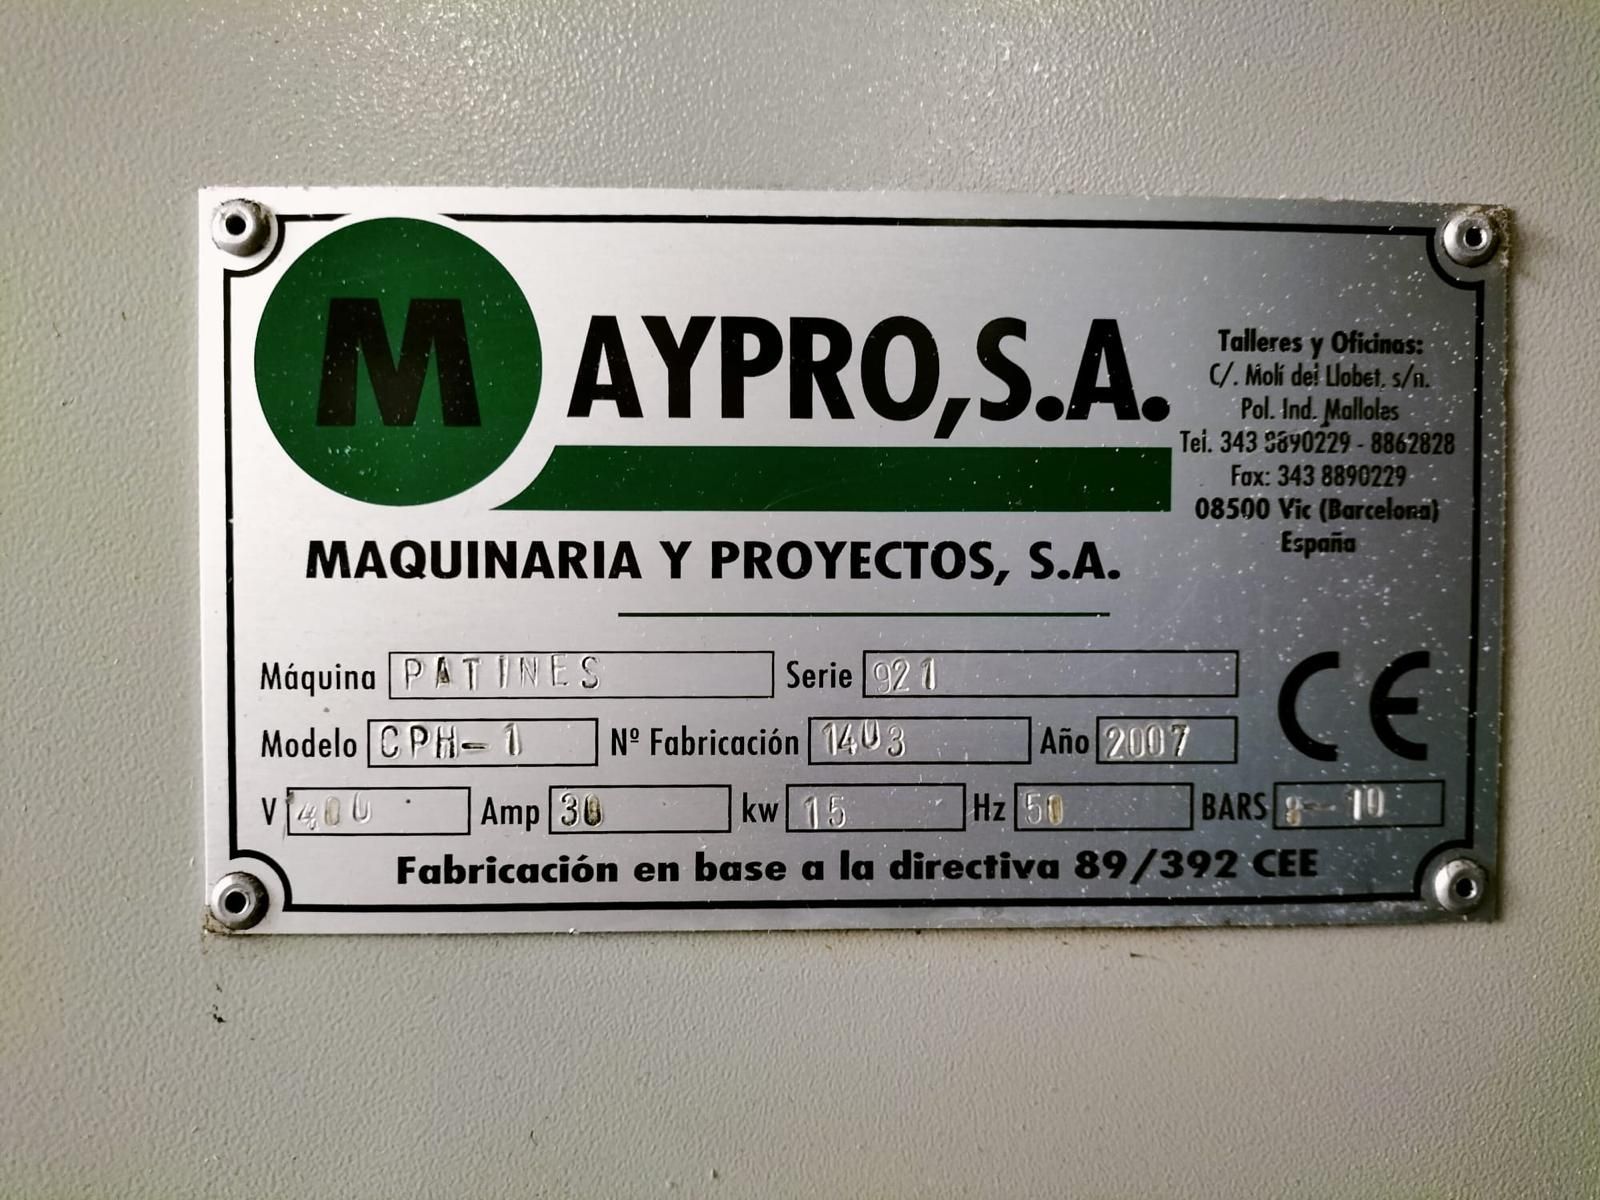 MAYPRO, S.A.
Talleres y Oficinas:
C/. Molí del Llobet, s/n.
Pol. Ind. Malloles
Tel. 343 8890229 - 8862828
Fax: 343 8890229
08500 Vic (Barcelona)
España
MAQUINARIA Y PROYECTOS, S.A.
Máquina PATINES Serie 921
Modelo CPH-1 Nº Fabricación 1403 Año 2007
V 400 Amp 30 kw 15 Hz 50 BARS 8-10
CE
Fabricación en base a la directiva 89/392 CEE